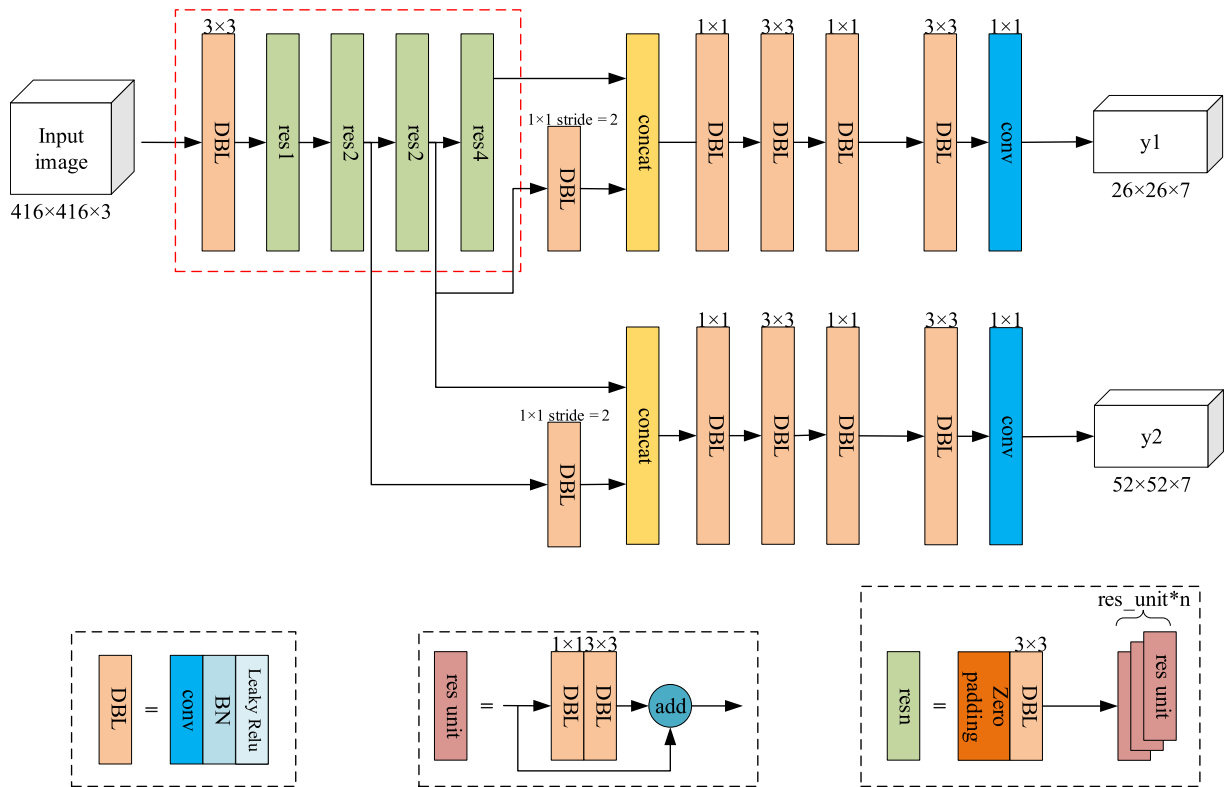 Input
image
416×416×3
3×3
DBL
res1
res2
res2
res4
1×1 stride = 2
DBL
concat
1×1
DBL
3×3
DBL
1×1
DBL
3×3
DBL
1×1
conv
y1
26×26×7
1×1 stride = 2
DBL
concat
1×1
DBL
3×3
DBL
1×1
DBL
3×3
DBL
1×1
conv
y2
52×52×7
DBL
=
conv
BN
Leaky Relu
res unit
=
1×1
3×3
DBL
DBL
add
resn
=
Zero
padding
3×3
DBL
res_unit*n
res unit